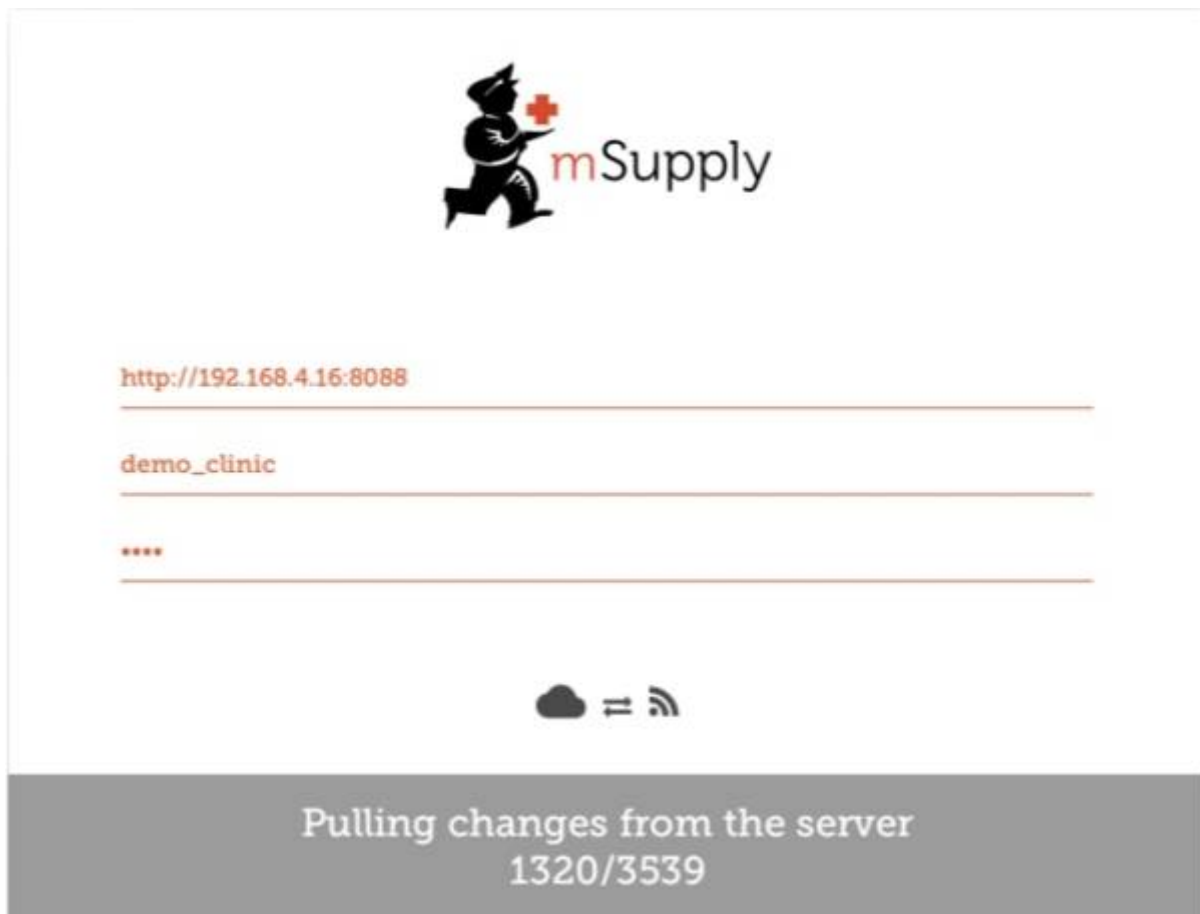 mSupply
http://192.168.4.16:8088
demo_clinic
••••
Pulling changes from the server
1320/3539